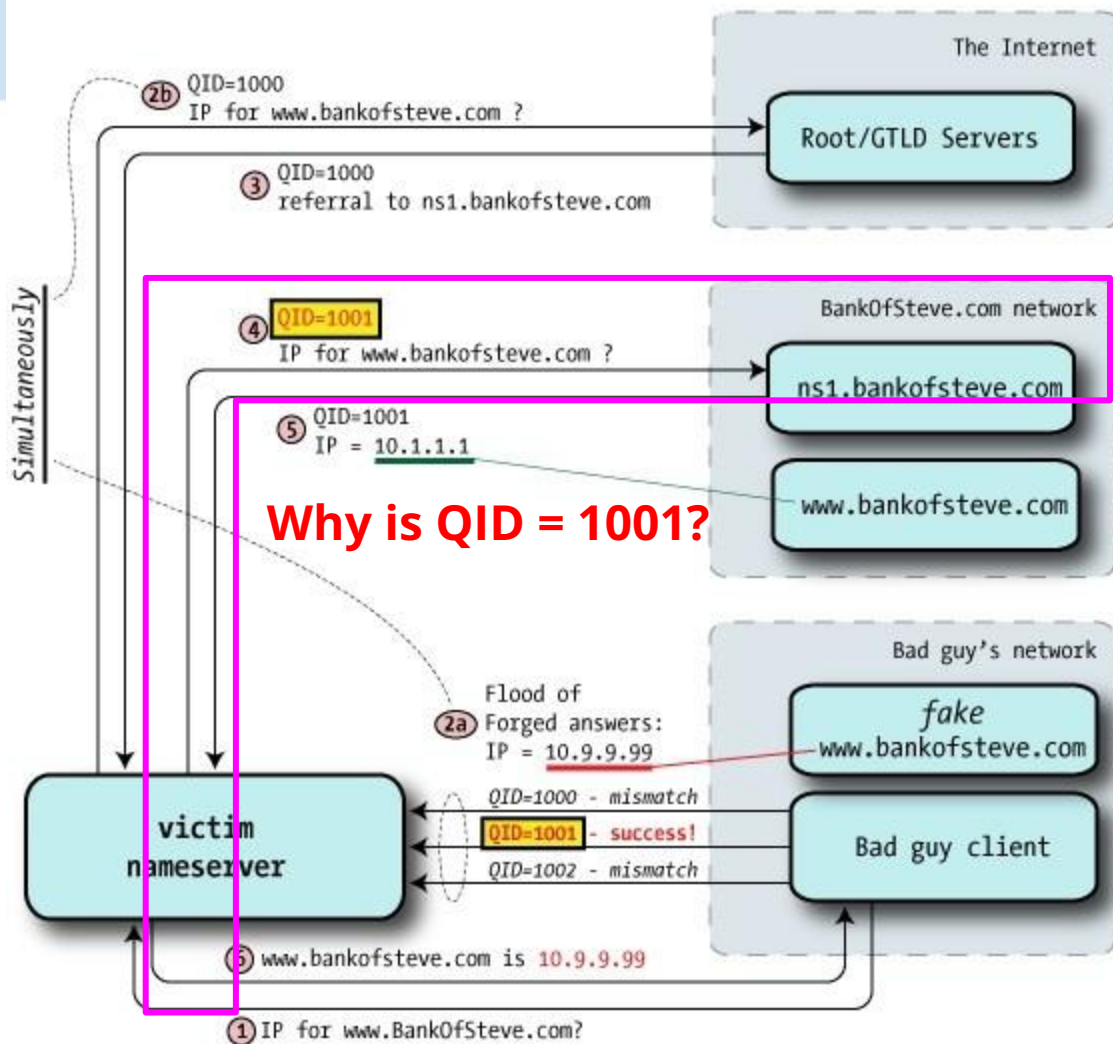 The Internet
2b QID=1000
IP for www.bankofsteve.com ?
Root/GTLD Servers
3 QID=1000
referral to ns1.bankofsteve.com
Simultaneously
BankOfSteve.com network
4 QID=1001
IP for www.bankofsteve.com ?
ns1.bankofsteve.com
5 QID=1001
IP = 10.1.1.1
www.bankofsteve.com
Why is QID = 1001?
Bad guy's network
2a Flood of
Forged answers:
IP = 10.9.9.99
fake
www.bankofsteve.com
QID=1000 - mismatch
QID=1001 - success!
QID=1002 - mismatch
victim
nameserver
Bad guy client
6 www.bankofsteve.com is 10.9.9.99
1 IP for www.BankOfSteve.com?